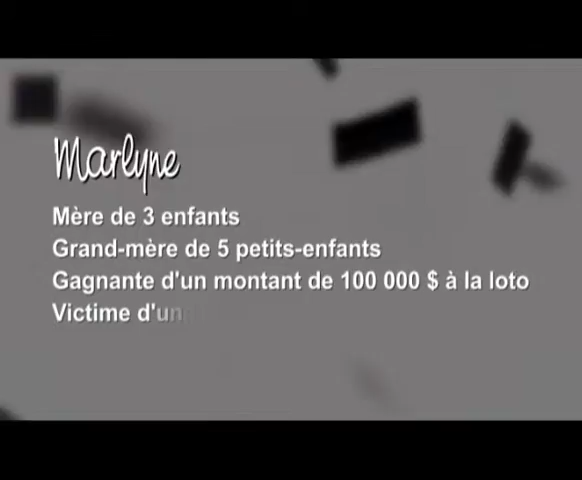 Marlyne
Mère de 3 enfants
Grand-mère de 5 petits-enfants
Gagnante d'un montant de 100 000 $ à la loto
Victime d'un